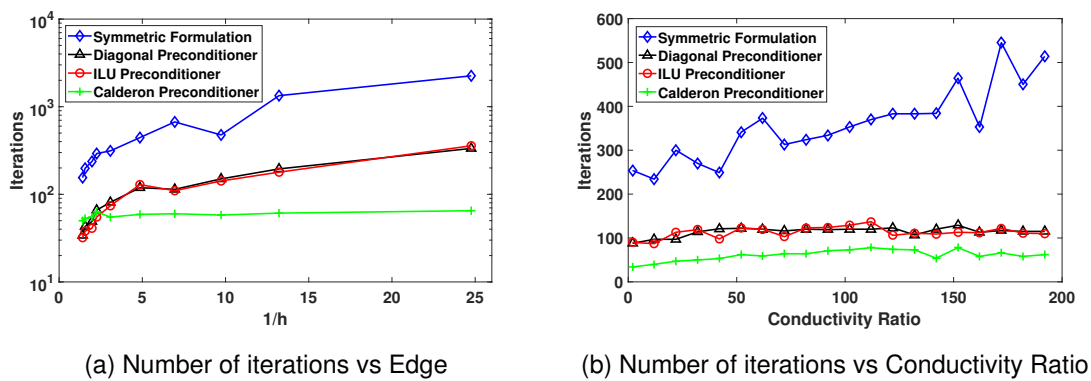 10^4
10^3
10^2
10^1
Iterations
Symmetric Formulation
Diagonal Preconditioner
ILU Preconditioner
Calderon Preconditioner
0 5 10 15 20 25
1/h
(a) Number of iterations vs Edge
600
500
400
300
200
100
0
Iterations
Symmetric Formulation
Diagonal Preconditioner
ILU Preconditioner
Calderon Preconditioner
0 50 100 150 200
Conductivity Ratio
(b) Number of iterations vs Conductivity Ratio